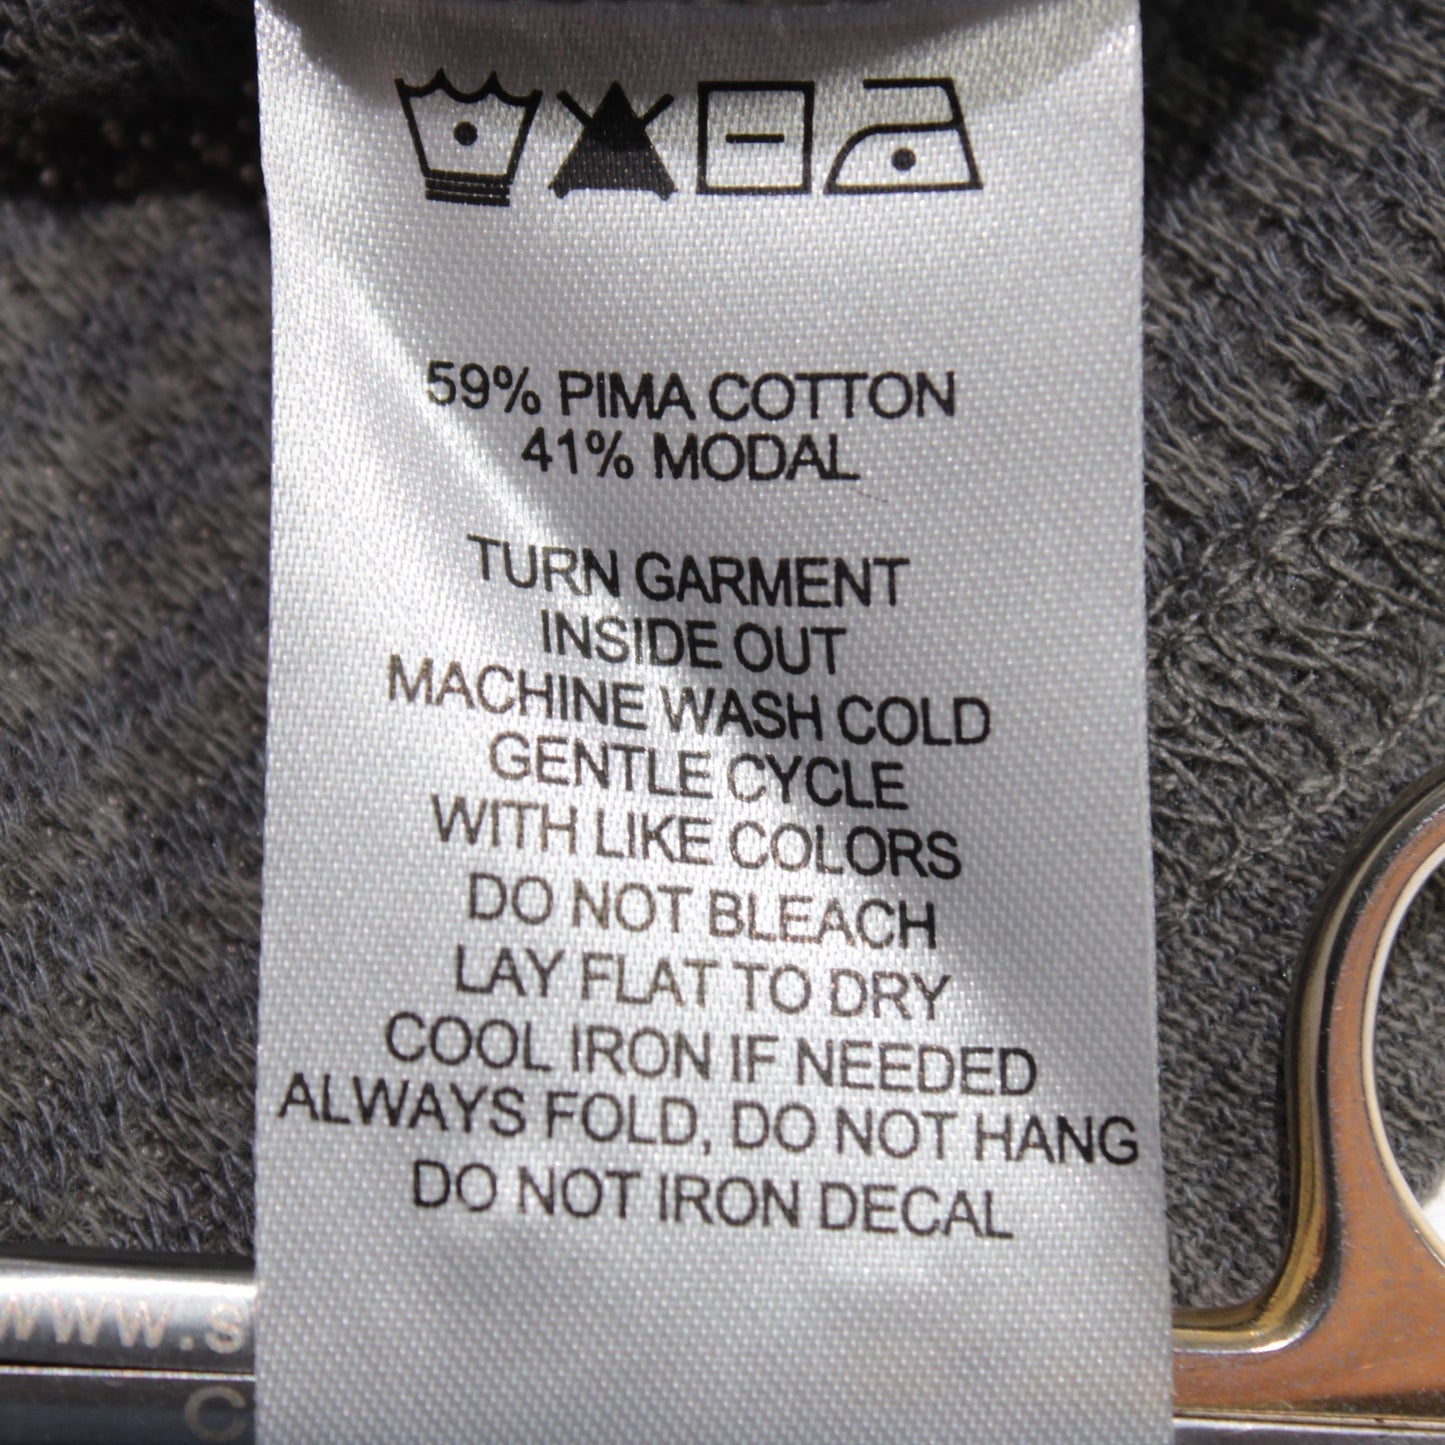 59% PIMA COTTON
41% MODAL
TURN GARMENT
INSIDE OUT
MACHINE WASH COLD
GENTLE CYCLE
WITH LIKE COLORS
DO NOT BLEACH
LAY FLAT TO DRY
COOL IRON IF NEEDED
ALWAYS FOLD, DO NOT HANG
DO NOT IRON DECAL
www.s
C